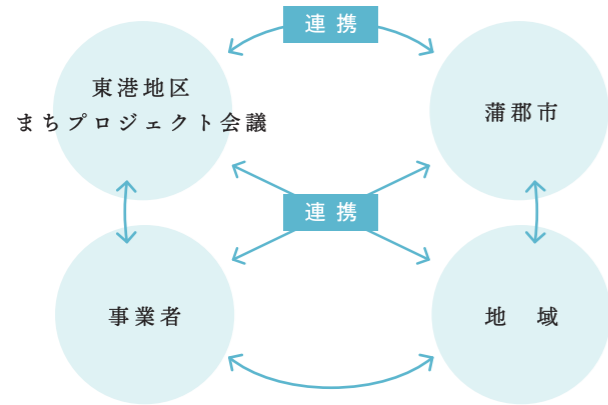 連携
東港地区
まちプロジェクト会議
蒲郡市
連携
事業者
地　域